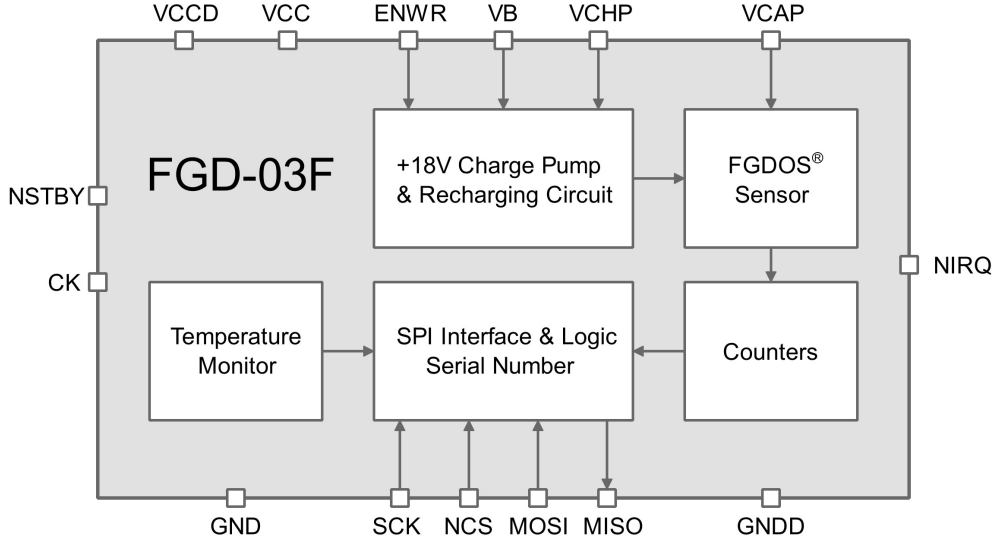 VCCD VCC ENWR VB VCHP VCAP
FGD-03F
+18V Charge Pump
& Recharging Circuit
FGDOS®
Sensor
NSTBY
CK
NIRQ
Temperature
Monitor
SPI Interface & Logic
Serial Number
Counters
GND SCK NCS MOSI MISO GNDD